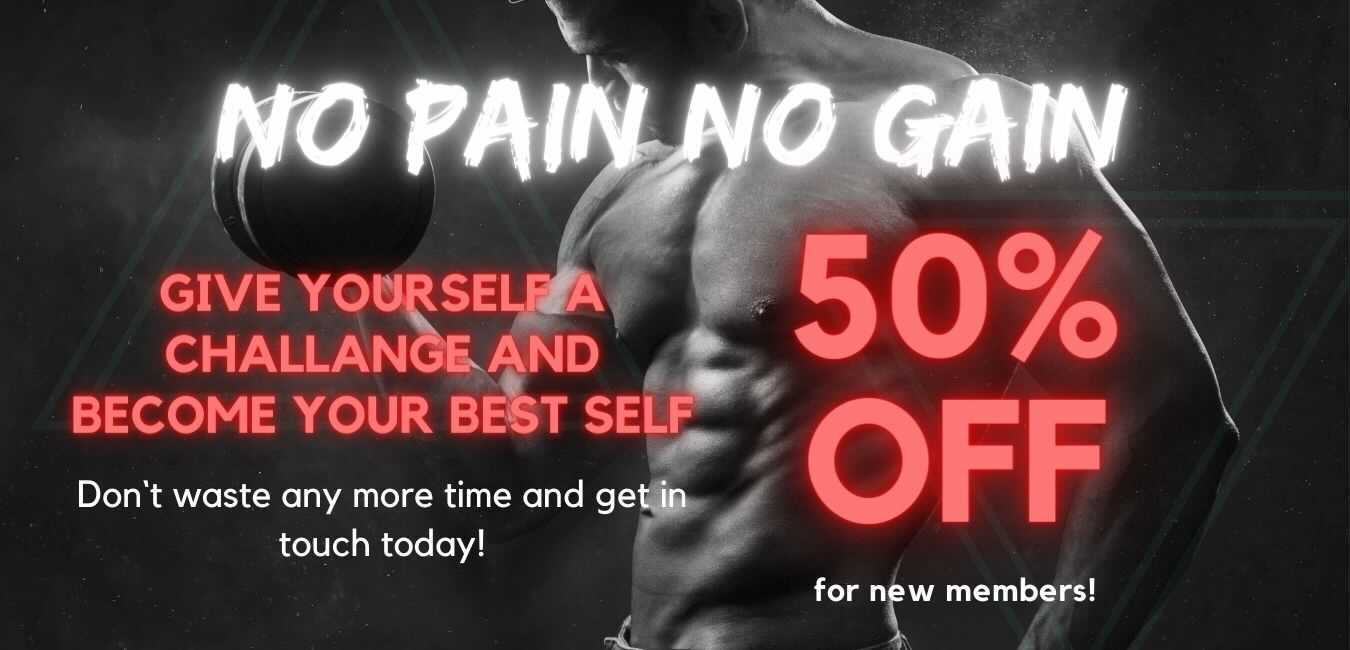 NO PAIN NO GAIN
GIVE YOURSELF A
CHALLANGE AND
BECOME YOUR BEST SELF
Don't waste any more time and get in
touch today!
50%
OFF
for new members!